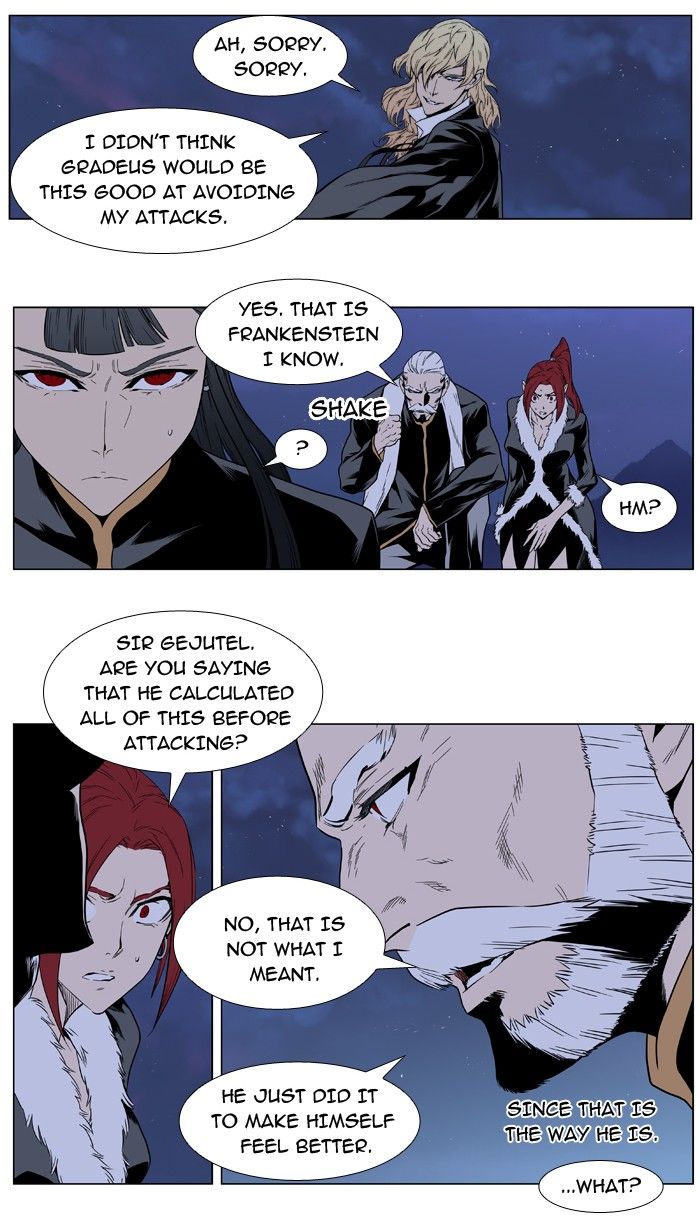 AH, SORRY.
SORRY.
I DIDN'T THINK
GRADEUS WOULD BE
THIS GOOD AT AVOIDING
MY ATTACKS.
YES. THAT IS
FRANKENSTEIN
I KNOW.
SHAKE
?
HM?
SIR GEJUTEL.
ARE YOU SAYING
THAT HE CALCULATED
ALL OF THIS BEFORE
ATTACKING?
NO, THAT IS
NOT WHAT I
MEANT.
HE JUST DID IT
TO MAKE HIMSELF
FEEL BETTER.
SINCE THAT IS
THE WAY HE IS.
...WHAT?